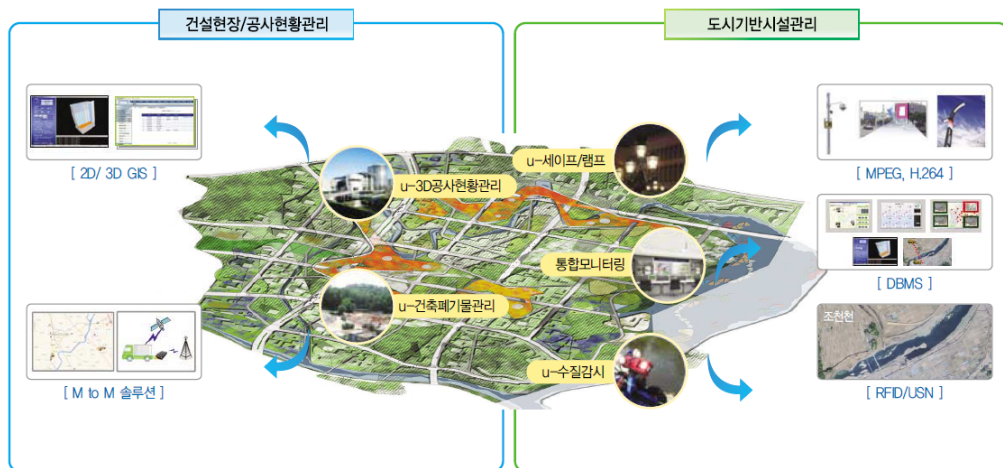 건설현장/공사현황관리
도시기반시설관리
[ 2D/ 3D GIS ]
u-3D공사현황관리
u-세이프/램프
[ MPEG, H.264 ]
통합모니터링
[ DBMS ]
u-건축폐기물관리
조천천
[ M to M 솔루션 ]
u-수질감시
[ RFID/USN ]